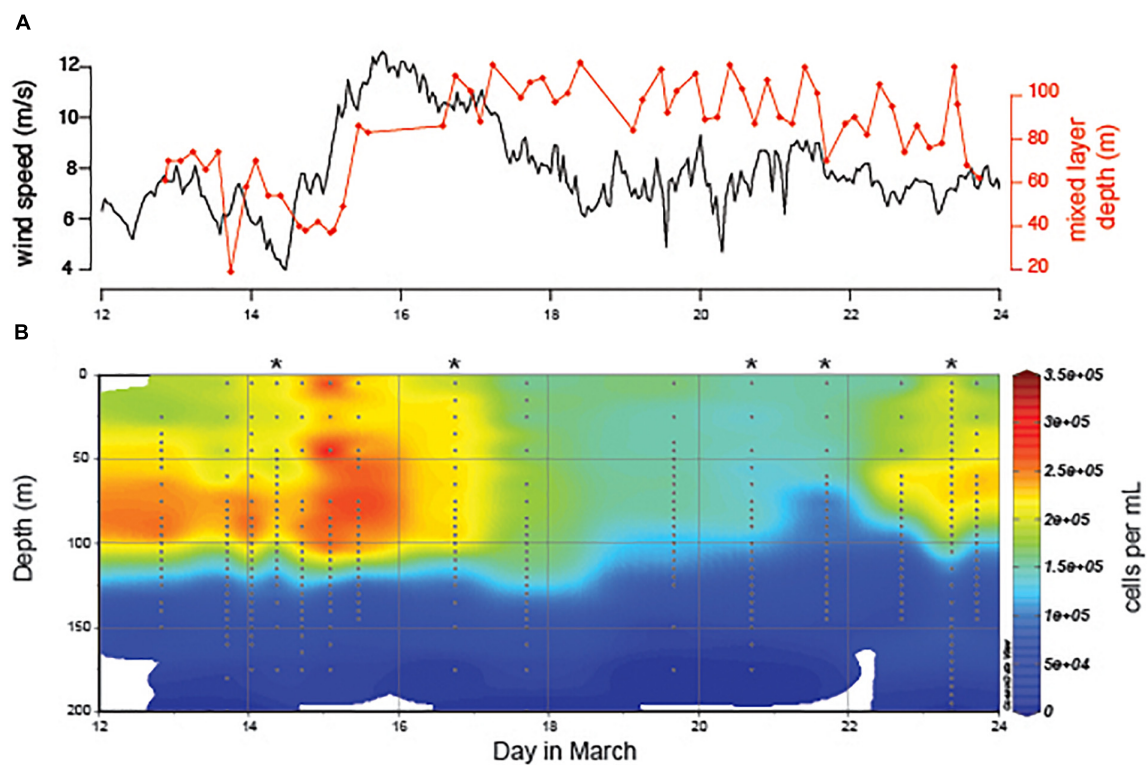 A
wind speed (m/s)
12
10
8
6
4
100
80
60
40
20
mixed layer
depth (m)
12 14 16 18 20 22 24
B
* * * * *
Depth (m)
0
50
100
150
200
12 14 16 18 20 22 24
Day in March
3.5e+05
3e+05
2.5e+05
2e+05
1.5e+05
1e+05
5e+04
0
cells per mL